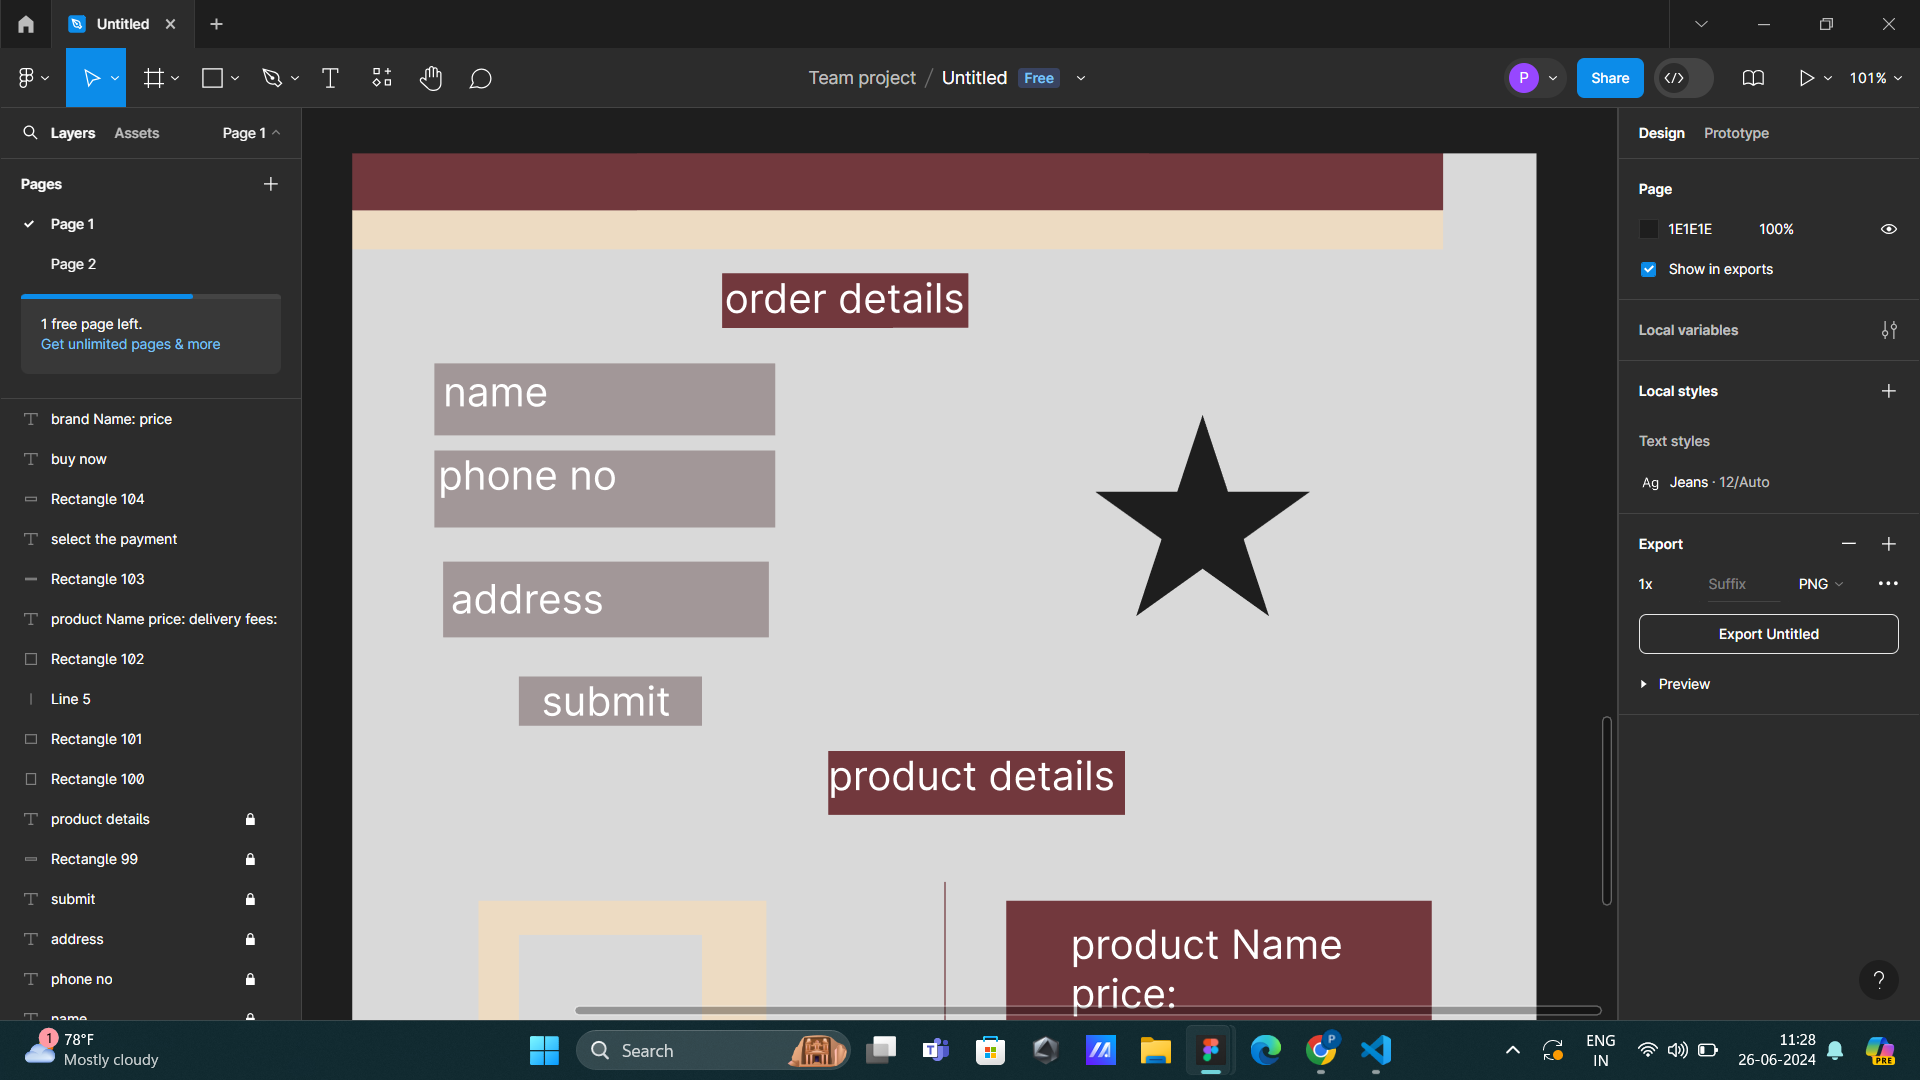 Untitled
Team project / Untitled Free
P
Share
101%
Layers Assets Page 1
Pages
Page 1
Page 2
1 free page left.
Get unlimited pages & more
brand Name: price
buy now
Rectangle 104
select the payment
Rectangle 103
product Name price: delivery fees:
Rectangle 102
Line 5
Rectangle 101
Rectangle 100
product details
Rectangle 99
submit
address
phone no
name
order details
name
phone no
address
submit
product details
product Name
price:
Design Prototype
Page
1E1E1E 100%
Show in exports
Local variables
Local styles
Text styles
Ag Jeans · 12/Auto
Export
1x Suffix PNG
Export Untitled
Preview
?
1
78°F
Mostly cloudy
Search
P
ENG
IN
11:28
26-06-2024
PRE